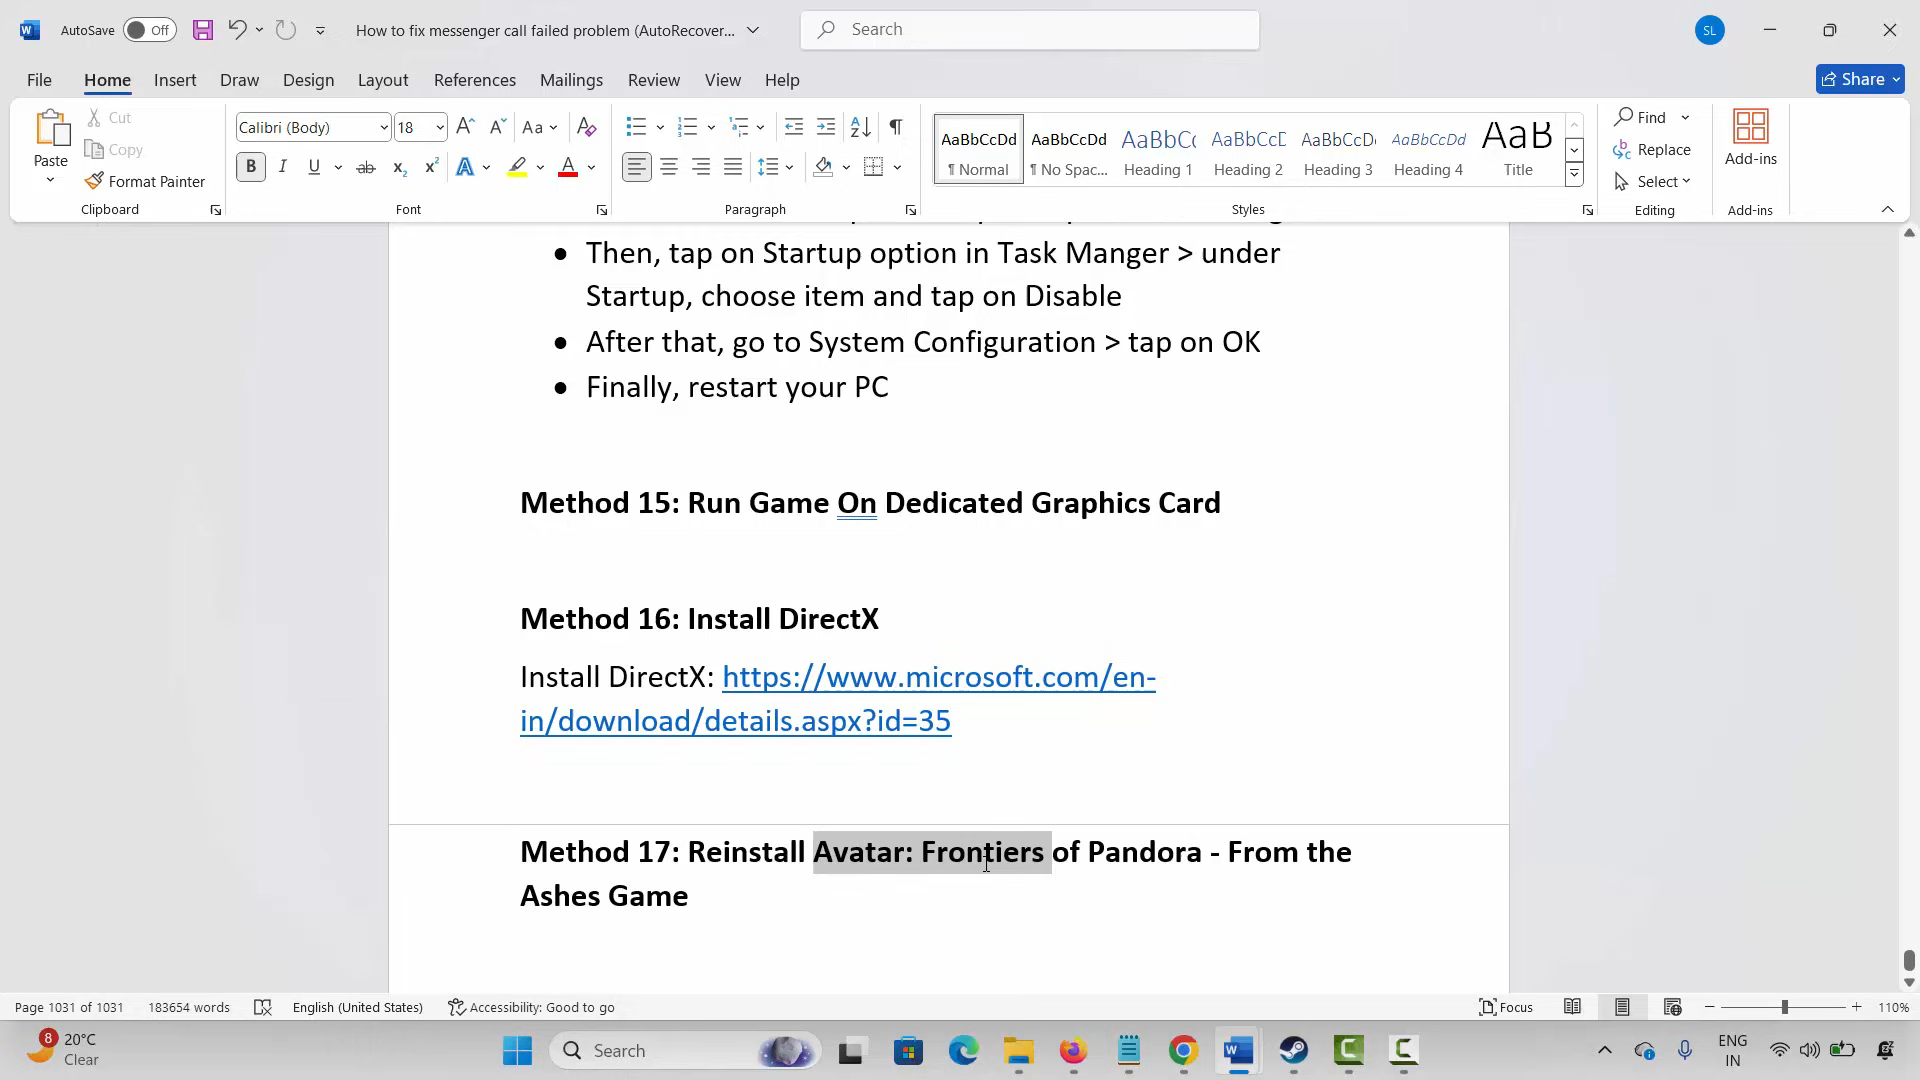 AutoSave Off How to fix messenger call failed problem (AutoRecover... Search SL
File Home Insert Draw Design Layout References Mailings Review View Help Share
Paste Cut Copy Format Painter Clipboard
Calibri (Body) 18 Aa Font
Paragraph
AaBbCcDd AaBbCcDd AaBbCc AaBbCcD AaBbCcD AaBbCcDd AaB
¶ Normal ¶ No Spac... Heading 1 Heading 2 Heading 3 Heading 4 Title
Styles
Find Replace Select Editing
Add-ins Add-ins
Then, tap on Startup option in Task Manger > under
Startup, choose item and tap on Disable
After that, go to System Configuration > tap on OK
Finally, restart your PC
Method 15: Run Game On Dedicated Graphics Card
Method 16: Install DirectX
Install DirectX: https://www.microsoft.com/en-
in/download/details.aspx?id=35
Method 17: Reinstall Avatar: Frontiers of Pandora - From the
Ashes Game
Page 1031 of 1031 183654 words English (United States) Accessibility: Good to go Focus 110%
8 20°C
Clear
Search
ENG
IN